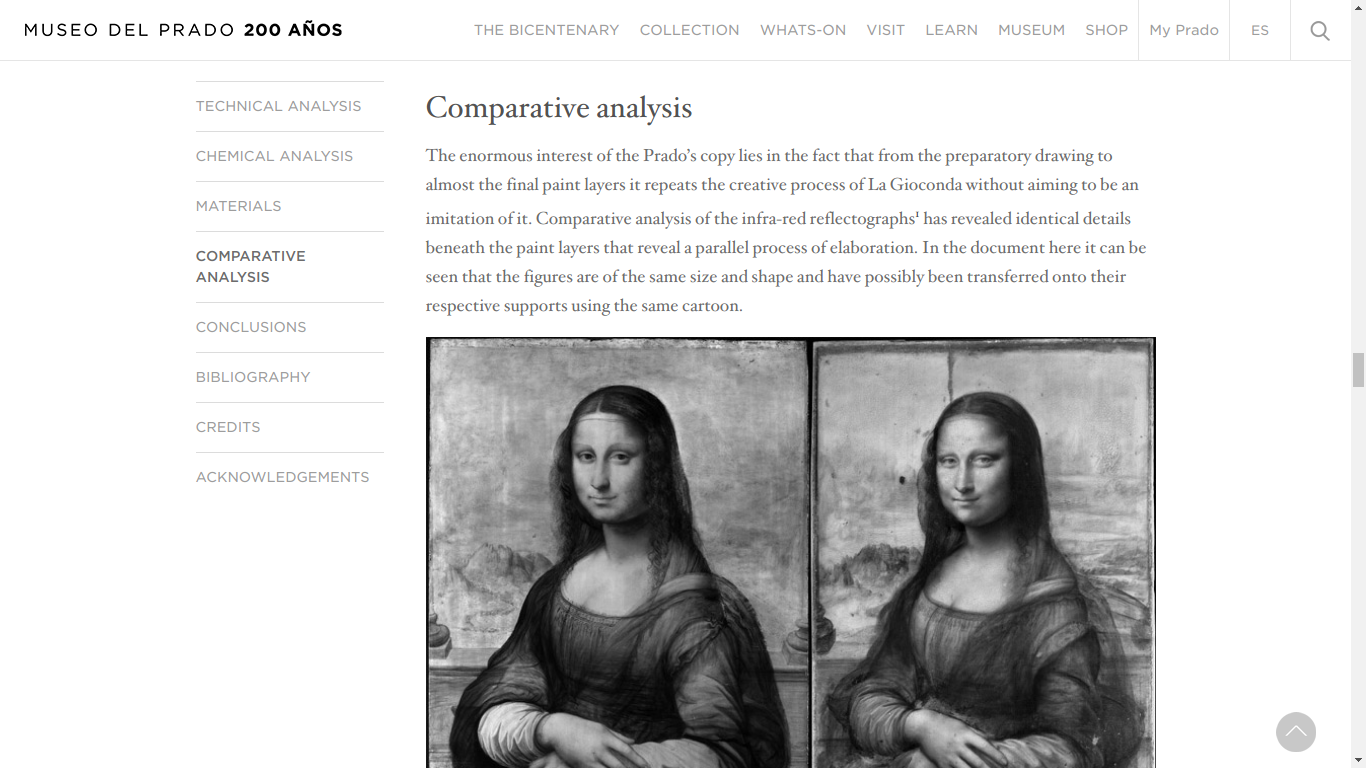 MUSEO DEL PRADO 200 AÑOS
THE BICENTENARY COLLECTION WHATS-ON VISIT LEARN MUSEUM SHOP My Prado ES
TECHNICAL ANALYSIS
CHEMICAL ANALYSIS
MATERIALS
COMPARATIVE
ANALYSIS
CONCLUSIONS
BIBLIOGRAPHY
CREDITS
ACKNOWLEDGEMENTS
Comparative analysis
The enormous interest of the Prado’s copy lies in the fact that from the preparatory drawing to
almost the final paint layers it repeats the creative process of La Gioconda without aiming to be an
imitation of it. Comparative analysis of the infra-red reflectographs¹ has revealed identical details
beneath the paint layers that reveal a parallel process of elaboration. In the document here it can be
seen that the figures are of the same size and shape and have possibly been transferred onto their
respective supports using the same cartoon.